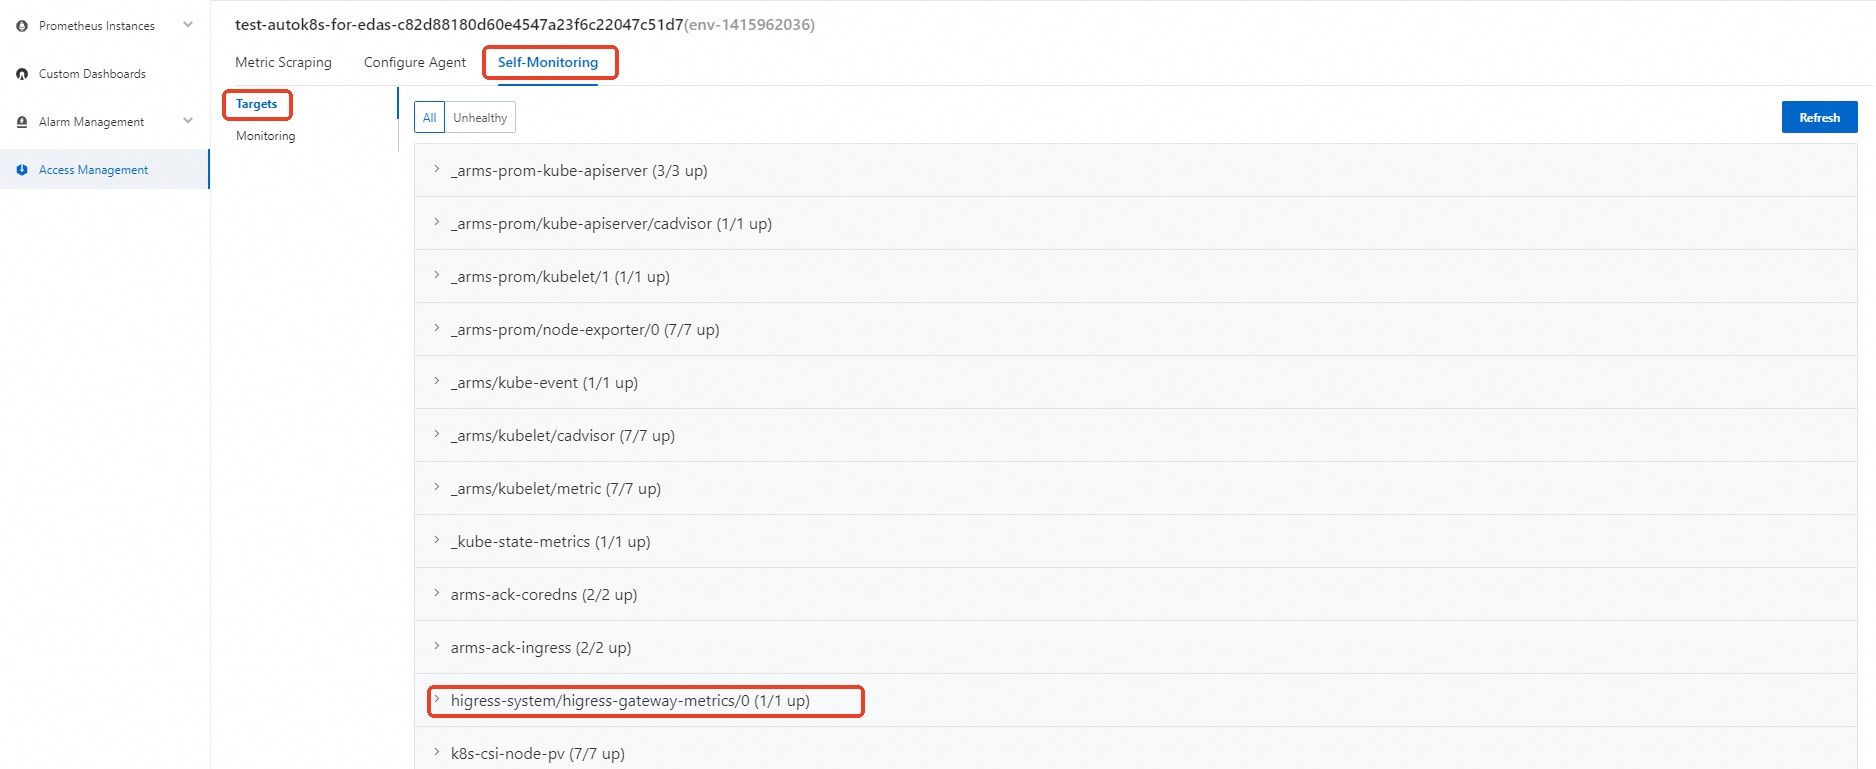 Prometheus Instances
Custom Dashboards
Alarm Management
Access Management
test-autok8s-for-edas-c82d88180d60e4547a23f6c22047c51d7(env-1415962036)
Metric Scraping Configure Agent Self-Monitoring
Targets
Monitoring
All Unhealthy
Refresh
_arms-prom-kube-apiserver (3/3 up)
_arms-prom/kube-apiserver/cadvisor (1/1 up)
_arms-prom/kubelet/1 (1/1 up)
_arms-prom/node-exporter/0 (7/7 up)
_arms/kube-event (1/1 up)
_arms/kubelet/cadvisor (7/7 up)
_arms/kubelet/metric (7/7 up)
_kube-state-metrics (1/1 up)
arms-ack-coredns (2/2 up)
arms-ack-ingress (2/2 up)
higress-system/higress-gateway-metrics/0 (1/1 up)
k8s-csi-node-pv (7/7 up)